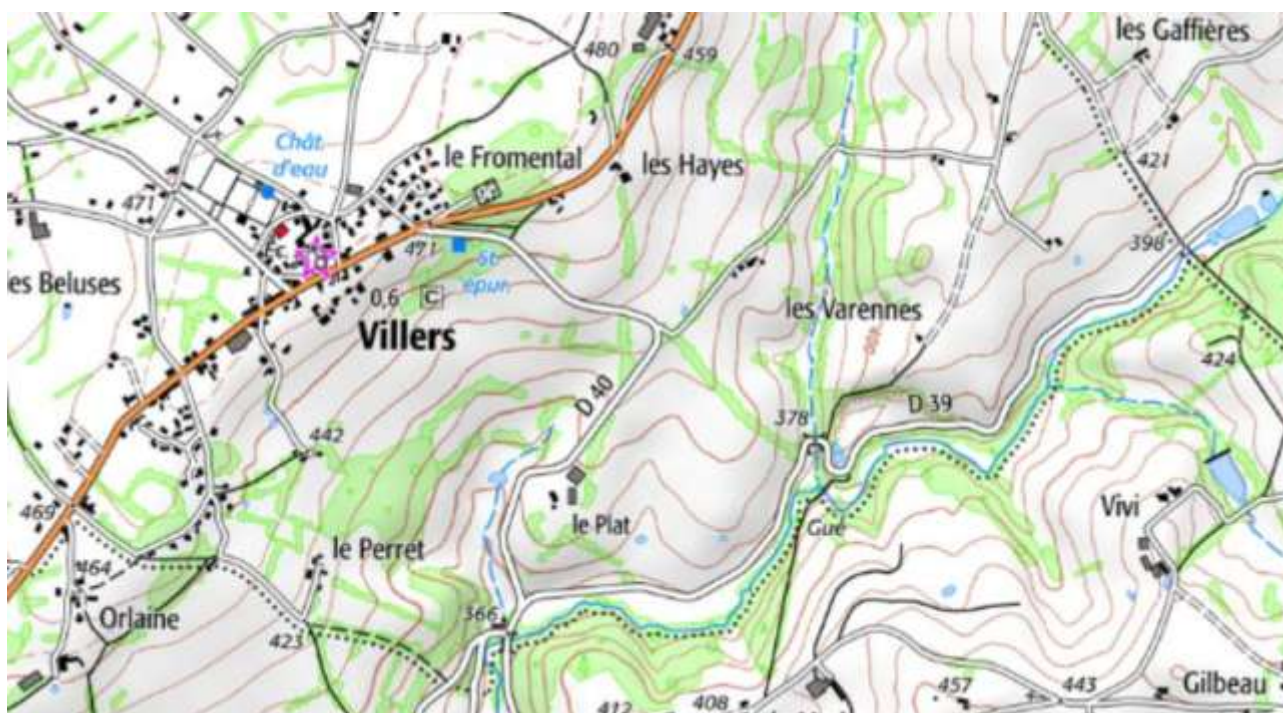 480
459
les Gaffières
Chât.
d'eau
le Fromental
les Hayes
421
471
398
471
St
épur.
es Beluses
0,6
C
les Varennes
Villers
400
424
D 40
D 39
378
442
469
Vivi
le Plat
Gué
le Perret
464
366
Orlaine
423
457
443
Gilbeau
412
408